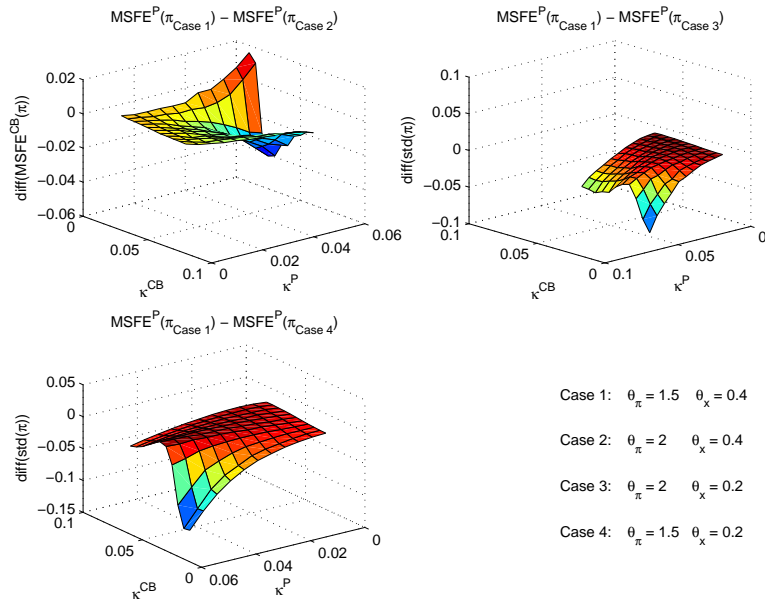 MSFE^P(π_Case 1) − MSFE^P(π_Case 2)
0.02
0
−0.02
−0.04
−0.06
diff(MSFE^CB(π))
0
0.05
0.1
κ^CB
0
0.02
0.04
0.06
κ^P
MSFE^P(π_Case 1) − MSFE^P(π_Case 3)
0.1
0.05
0
−0.05
−0.1
diff(std(π))
0.1
0.05
0
κ^CB
0.1
0.05
0
κ^P
MSFE^P(π_Case 1) − MSFE^P(π_Case 4)
0.05
0
−0.05
−0.1
−0.15
diff(std(π))
0.1
0.05
0
κ^CB
0.06
0.04
0.02
0
κ^P
Case 1: θ_π = 1.5 θ_x = 0.4
Case 2: θ_π = 2 θ_x = 0.4
Case 3: θ_π = 2 θ_x = 0.2
Case 4: θ_π = 1.5 θ_x = 0.2